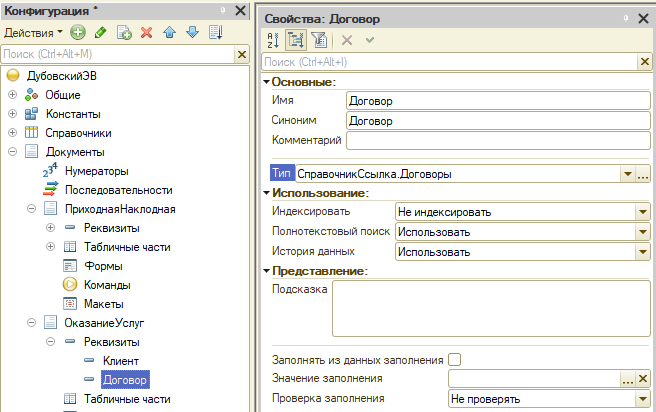 Конфигурация *
Действия
Поиск (Ctrl+Alt+M)
ДубовскийЭВ
Общие
Константы
Справочники
Документы
Нумераторы
Последовательности
ПриходнаяНаклодная
Реквизиты
Табличные части
Формы
Команды
Макеты
ОказаниеУслуг
Реквизиты
Клиент
Договор
Табличные части
Свойства: Договор
Поиск (Ctrl+Alt+I)
Основные:
Имя Договор
Синоним Договор
Комментарий
Тип СправочникСсылка.Договоры
Использование:
Индексировать Не индексировать
Полнотекстовый поиск Использовать
История данных Использовать
Представление:
Подсказка
Заполнять из данных заполнения
Значение заполнения
Проверка заполнения Не проверять